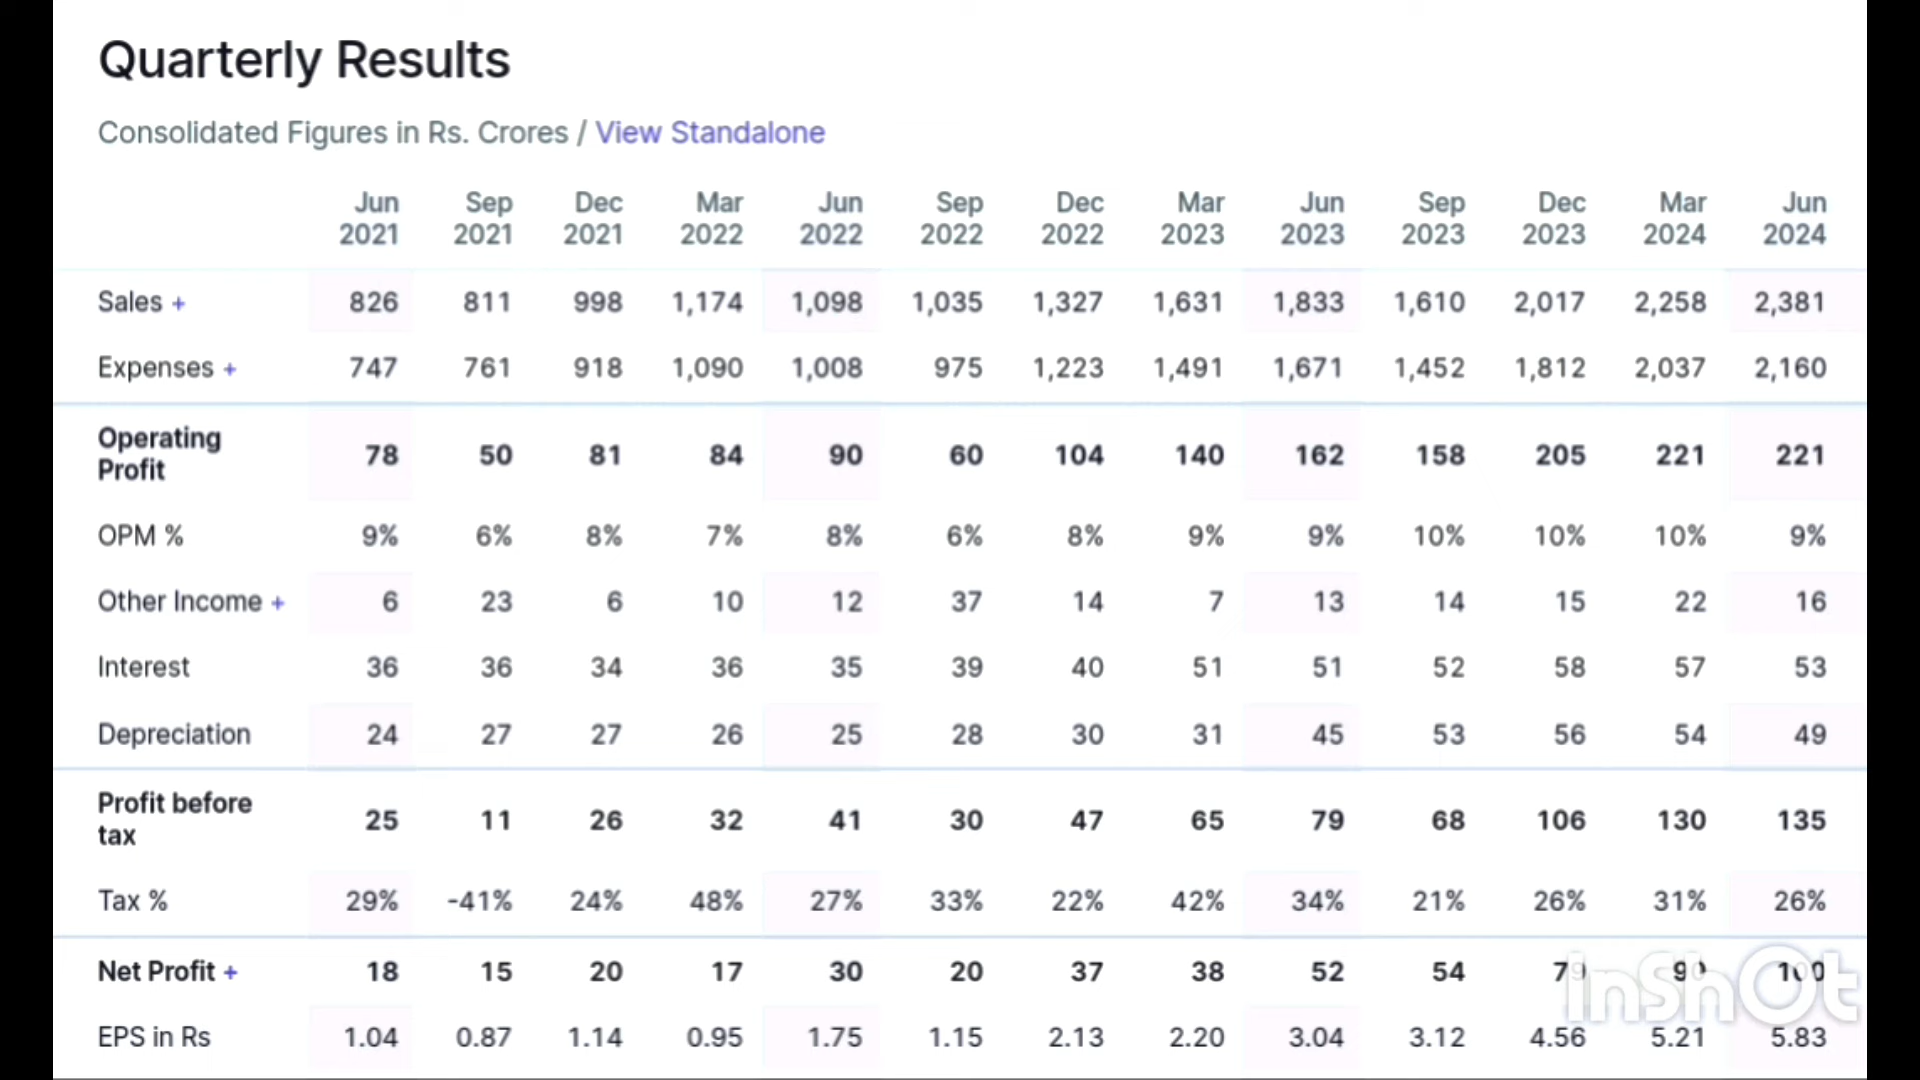 Quarterly Results
Consolidated Figures in Rs. Crores / View Standalone
Jun 2021 Sep 2021 Dec 2021 Mar 2022 Jun 2022 Sep 2022 Dec 2022 Mar 2023 Jun 2023 Sep 2023 Dec 2023 Mar 2024 Jun 2024
Sales + 826 811 998 1,174 1,098 1,035 1,327 1,631 1,833 1,610 2,017 2,258 2,381
Expenses + 747 761 918 1,090 1,008 975 1,223 1,491 1,671 1,452 1,812 2,037 2,160
Operating Profit 78 50 81 84 90 60 104 140 162 158 205 221 221
OPM % 9% 6% 8% 7% 8% 6% 8% 9% 9% 10% 10% 10% 9%
Other Income + 6 23 6 10 12 37 14 7 13 14 15 22 16
Interest 36 36 34 36 35 39 40 51 51 52 58 57 53
Depreciation 24 27 27 26 25 28 30 31 45 53 56 54 49
Profit before tax 25 11 26 32 41 30 47 65 79 68 106 130 135
Tax % 29% -41% 24% 48% 27% 33% 22% 42% 34% 21% 26% 31% 26%
Net Profit + 18 15 20 17 30 20 37 38 52 54 79 90 100
EPS in Rs 1.04 0.87 1.14 0.95 1.75 1.15 2.13 2.20 3.04 3.12 4.56 5.21 5.83
InShOt